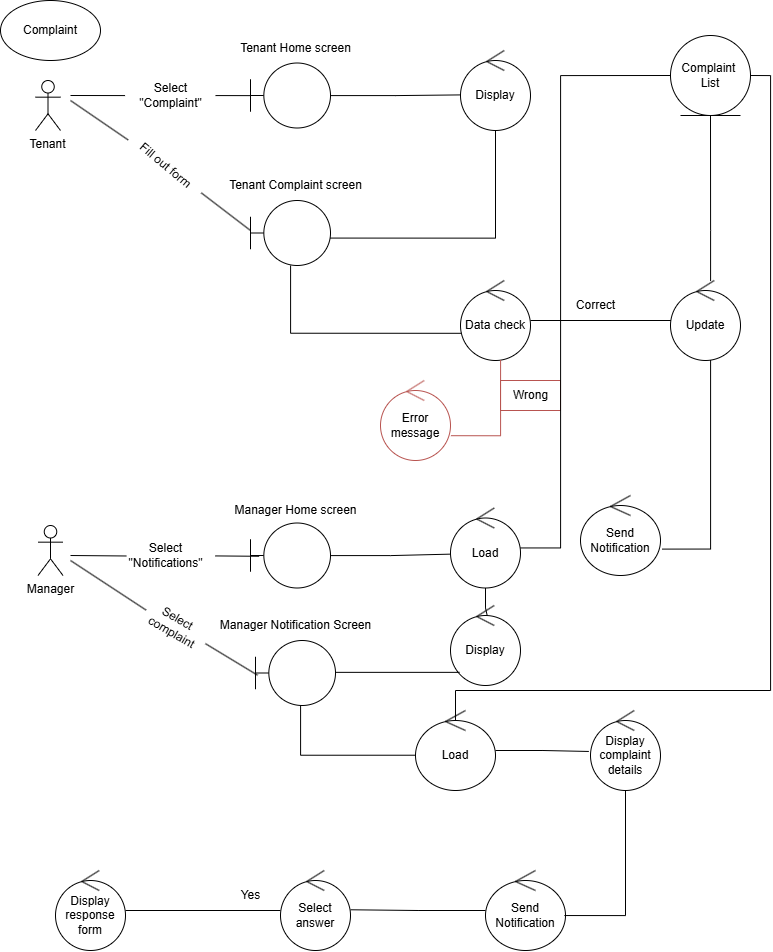 Complaint
Tenant Home screen
Complaint
List
Select
"Complaint"
Display
Tenant
Fill out form
Tenant Complaint screen
Correct
Data check
Update
Wrong
Error
message
Manager Home screen
Send
Notification
Select
"Notifications"
Load
Manager
Select
complaint
Manager Notification Screen
Display
Load
Display
complaint
details
Yes
Display
response
form
Select
answer
Send
Notification